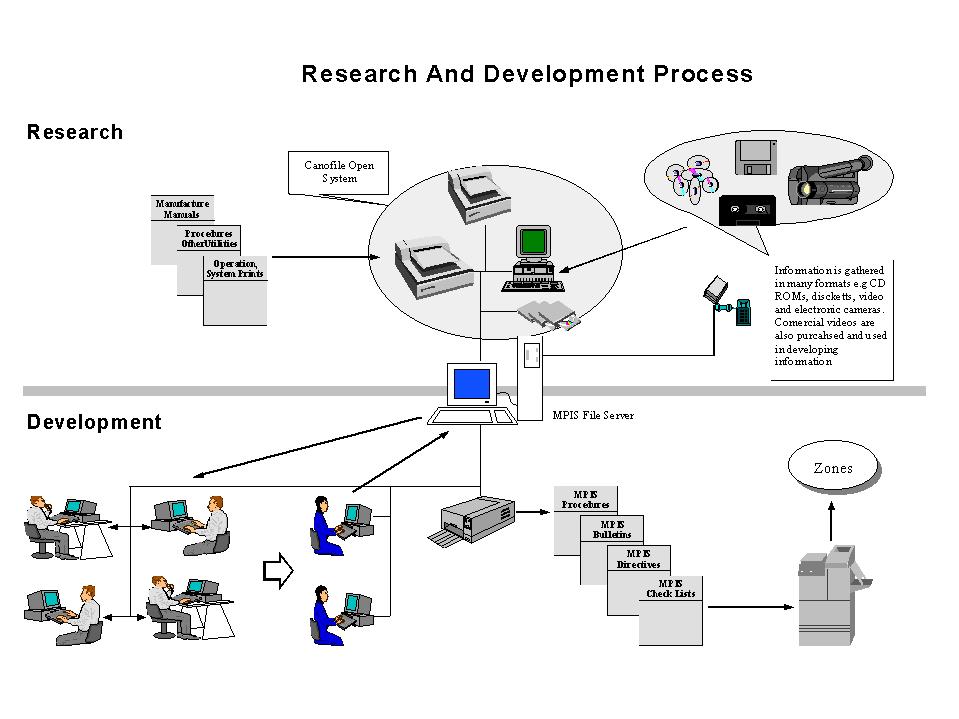 Research And Development Process
Research
Canofile Open
System
Manufacture
Manuals
Procedures
OtherUtilities
Operation,
System Prints
Information is gathered
in many formats e.g CD
ROMs, discketts, video
and electronic cameras.
Comercial videos are
also purcahsed and used
in developing
information
Development
MPIS File Server
Zones
MPIS
Procedures
MPIS
Bulletins
MPIS
Directives
MPIS
Check Lists